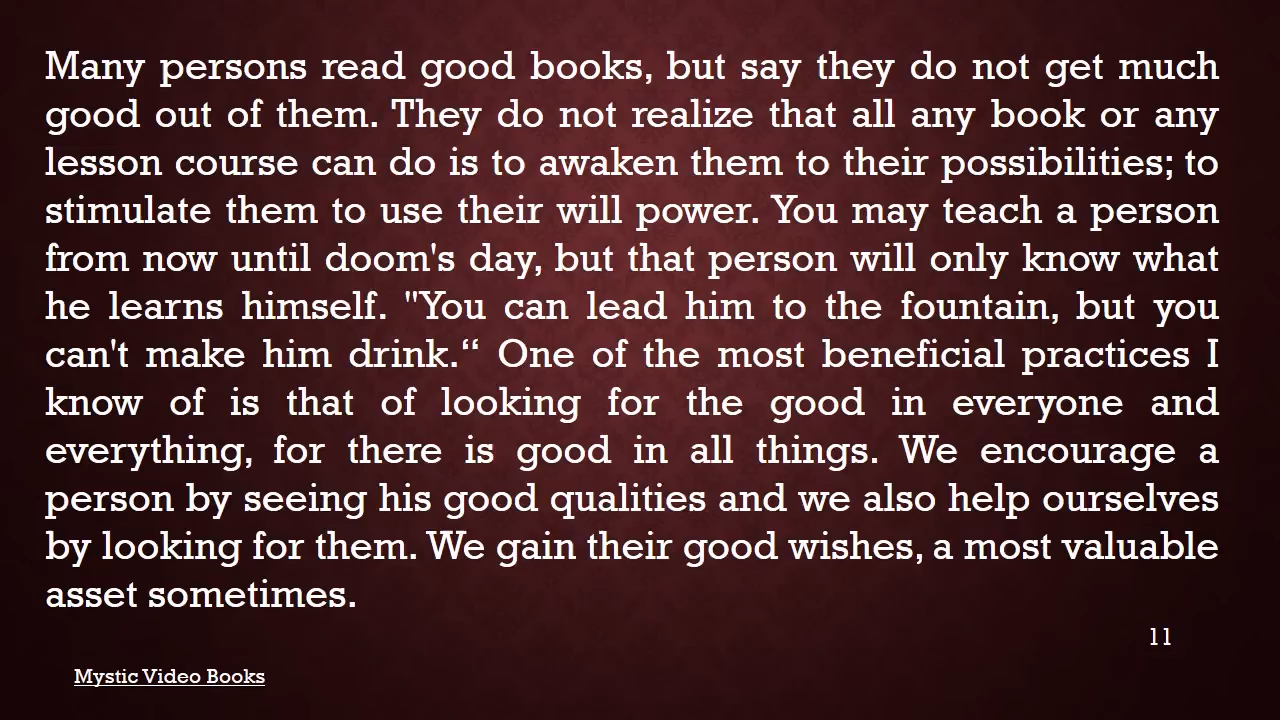 Many persons read good books, but say they do not get much
good out of them. They do not realize that all any book or any
lesson course can do is to awaken them to their possibilities; to
stimulate them to use their will power. You may teach a person
from now until doom's day, but that person will only know what
he learns himself. "You can lead him to the fountain, but you
can't make him drink.“ One of the most beneficial practices I
know of is that of looking for the good in everyone and
everything, for there is good in all things. We encourage a
person by seeing his good qualities and we also help ourselves
by looking for them. We gain their good wishes, a most valuable
asset sometimes.
11
Mystic Video Books